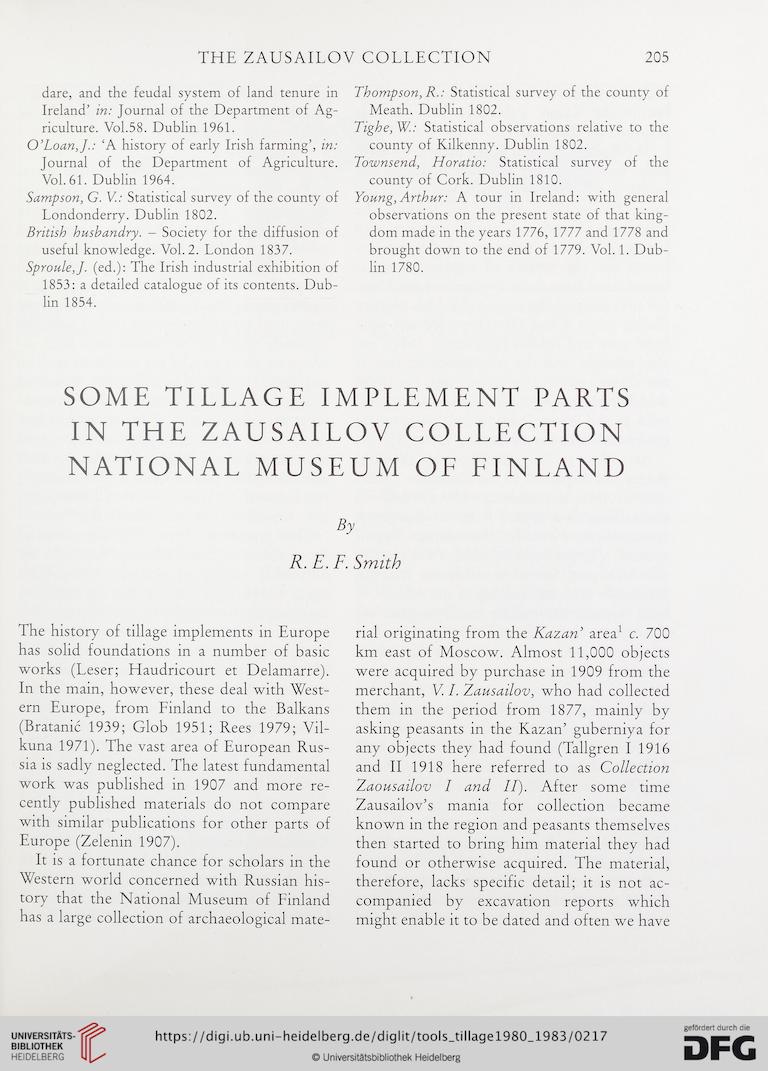 THE ZAUSAILOV COLLECTION 205
dare, and the feudal system of land tenure in
Ireland' in: Journal of the Department of Ag-
riculture. Vol.58. Dublin 1961.
O'Loan, J.: 'A history of early Irish farming', in:
Journal of the Department of Agriculture.
Vol. 61. Dublin 1964.
Sampson, G. V.: Statistical survey of the county of
Londonderry. Dublin 1802.
British husbandry. – Society for the diffusion of
useful knowledge. Vol. 2. London 1837.
Sproule, J. (ed.): The Irish industrial exhibition of
1853: a detailed catalogue of its contents. Dub-
lin 1854.
Thompson, R.: Statistical survey of the county of
Meath. Dublin 1802.
Tighe, W.: Statistical observations relative to the
county of Kilkenny. Dublin 1802.
Townsend, Horatio: Statistical survey of the
county of Cork. Dublin 1810.
Young, Arthur: A tour in Ireland: with general
observations on the present state of that king-
dom made in the years 1776, 1777 and 1778 and
brought down to the end of 1779. Vol. 1. Dub-
lin 1780.
SOME TILLAGE IMPLEMENT PARTS
IN THE ZAUSAILOV COLLECTION
NATIONAL MUSEUM OF FINLAND
By
R. E. F. Smith
The history of tillage implements in Europe
has solid foundations in a number of basic
works (Leser; Haudricourt et Delamarre).
In the main, however, these deal with West-
ern Europe, from Finland to the Balkans
(Bratanić 1939; Glob 1951; Rees 1979; Vil-
kuna 1971). The vast area of European Rus-
sia is sadly neglected. The latest fundamental
work was published in 1907 and more re-
cently published materials do not compare
with similar publications for other parts of
Europe (Zelenin 1907).
It is a fortunate chance for scholars in the
Western world concerned with Russian his-
tory that the National Museum of Finland
has a large collection of archaeological mate-
rial originating from the Kazan' area¹ c. 700
km east of Moscow. Almost 11,000 objects
were acquired by purchase in 1909 from the
merchant, V. I. Zausailov, who had collected
them in the period from 1877, mainly by
asking peasants in the Kazan' guberniya for
any objects they had found (Tallgren I 1916
and II 1918 here referred to as Collection
Zaousailov I and II). After some time
Zausailov's mania for collection became
known in the region and peasants themselves
then started to bring him material they had
found or otherwise acquired. The material,
therefore, lacks specific detail; it is not ac-
companied by excavation reports which
might enable it to be dated and often we have
UNIVERSITÄTS-
BIBLIOTHEK
HEIDELBERG
https://digi.ub.uni-heidelberg.de/diglit/tools_tillage1980_1983/0217
© Universitätsbibliothek Heidelberg
gefördert durch die
DFG